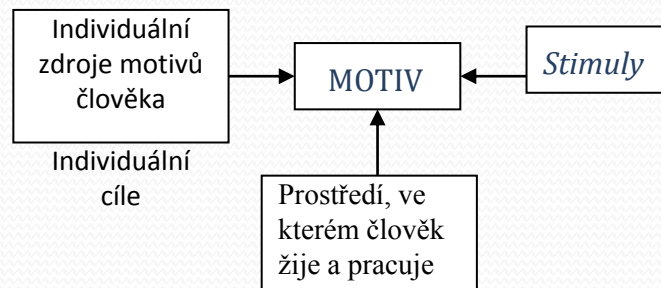 Individuální
zdroje motivů
člověka
MOTIV
Stimuly
Individuální
cíle
Prostředí, ve
kterém člověk
žije a pracuje